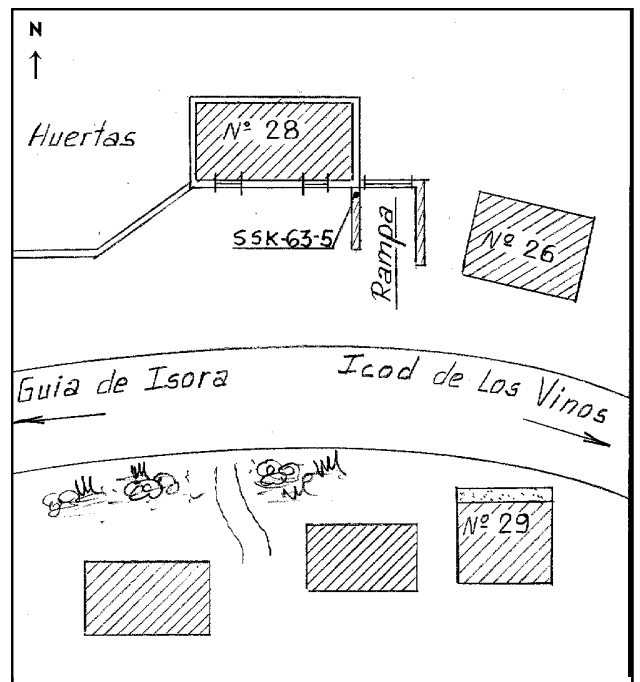 N
Huertas
Nº 28
SSK-63-5
Rampa
Nº 26
Guia de Isora
Icod de Los Vinos
Nº 29